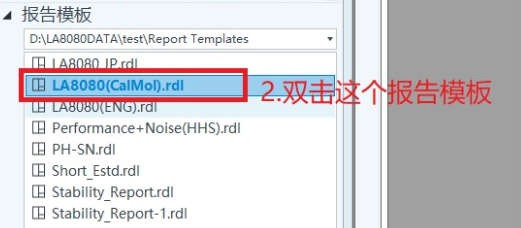 报告模板
D:\LA8080DATA\test\Report Templates
LA8080 JP.rdl
LA8080(CalMol).rdl
2.双击这个报告模板
LA8080(ENG).rdl
Performance+Noise(HHS).rdl
PH-SN.rdl
Short_Estd.rdl
Stability_Report.rdl
Stability_Report-1.rdl